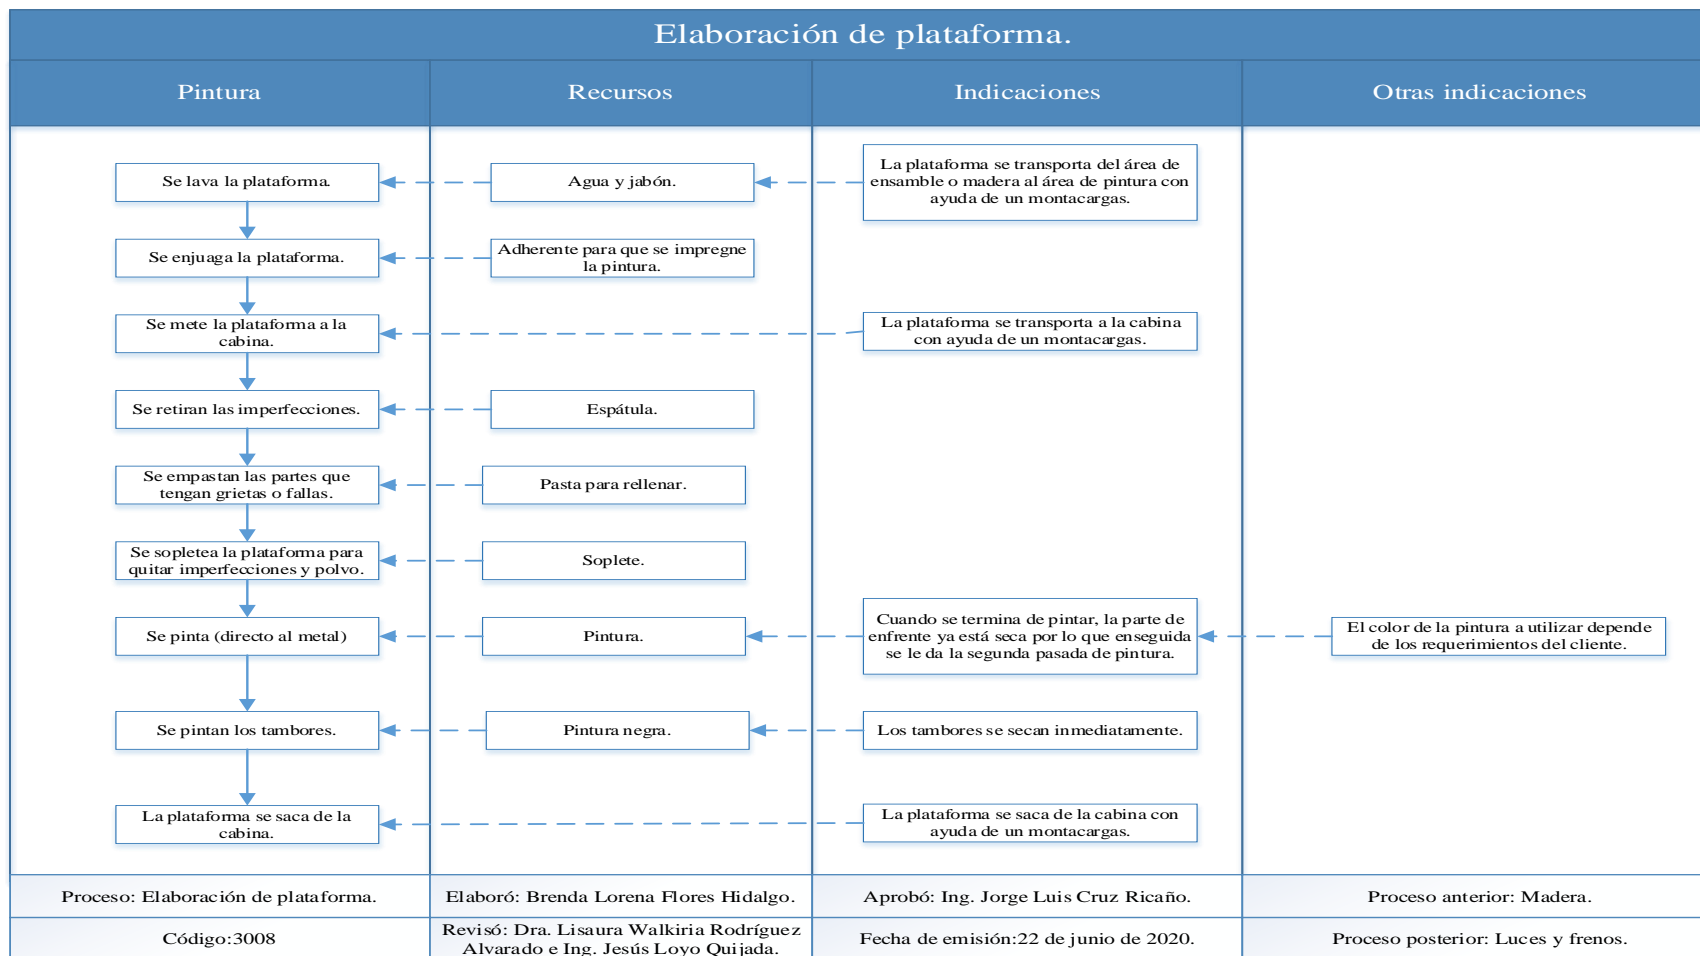 Elaboración de plataforma.
Pintura
Recursos
Indicaciones
Otras indicaciones
Se lava la plataforma.
Agua y jabón.
La plataforma se transporta del área de
ensamble o madera al área de pintura con
ayuda de un montacargas.
Se enjuaga la plataforma.
Adherente para que se impregne
la pintura.
Se mete la plataforma a la
cabina.
La plataforma se transporta a la cabina
con ayuda de un montacargas.
Se retiran las imperfecciones.
Espátula.
Se empastan las partes que
tengan grietas o fallas.
Pasta para rellenar.
Se sopletea la plataforma para
quitar imperfecciones y polvo.
Soplete.
Se pinta (directo al metal)
Pintura.
Cuando se termina de pintar, la parte de
enfrente ya está seca por lo que enseguida
se le da la segunda pasada de pintura.
El color de la pintura a utilizar depende
de los requerimientos del cliente.
Se pintan los tambores.
Pintura negra.
Los tambores se secan inmediatamente.
La plataforma se saca de la
cabina.
La plataforma se saca de la cabina con
ayuda de un montacargas.
Proceso: Elaboración de plataforma.
Elaboró: Brenda Lorena Flores Hidalgo.
Aprobó: Ing. Jorge Luis Cruz Ricaño.
Proceso anterior: Madera.
Código:3008
Revisó: Dra. Lisaura Walkiria Rodríguez
Alvarado e Ing. Jesús Loyo Quijada.
Fecha de emisión:22 de junio de 2020.
Proceso posterior: Luces y frenos.